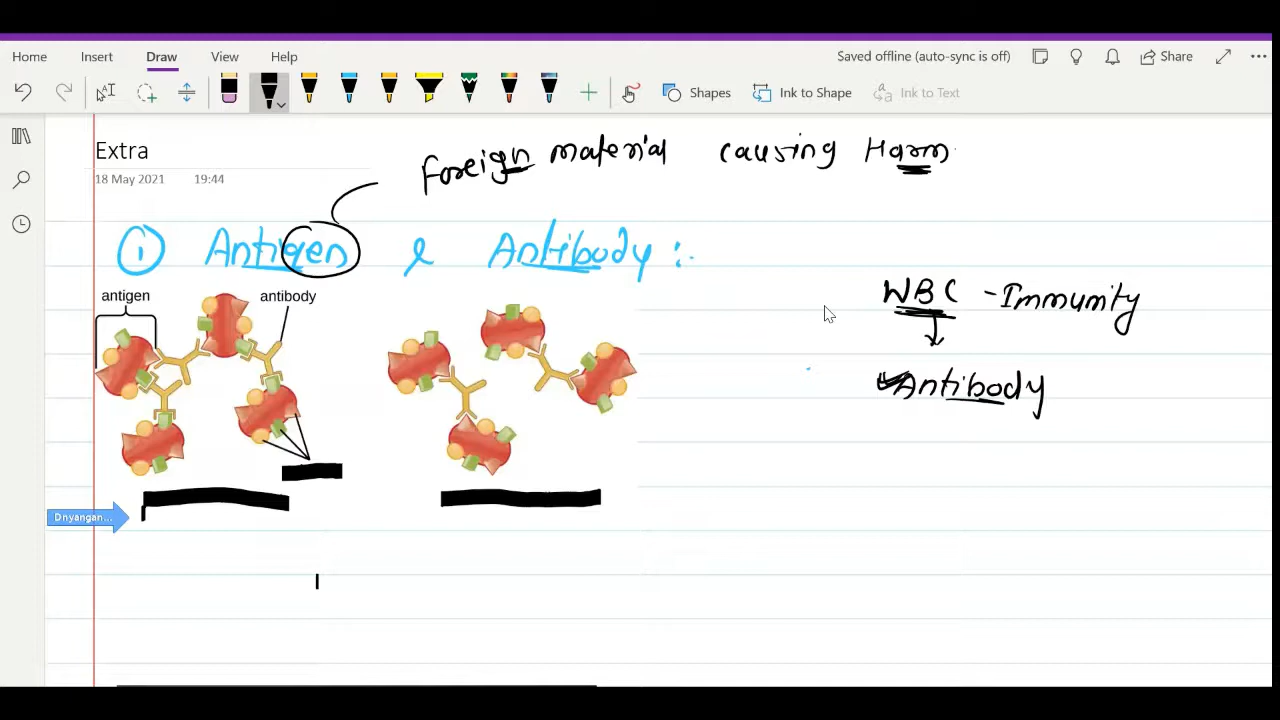 Home Insert Draw View Help Saved offline (auto-sync is off) Share
Shapes Ink to Shape Ink to Text
Extra
18 May 2021 19:44
Foreign material causing Harm
1 Antigen & Antibody :-
antigen antibody
WBC - Immunity
Antibody
Dnyangan...